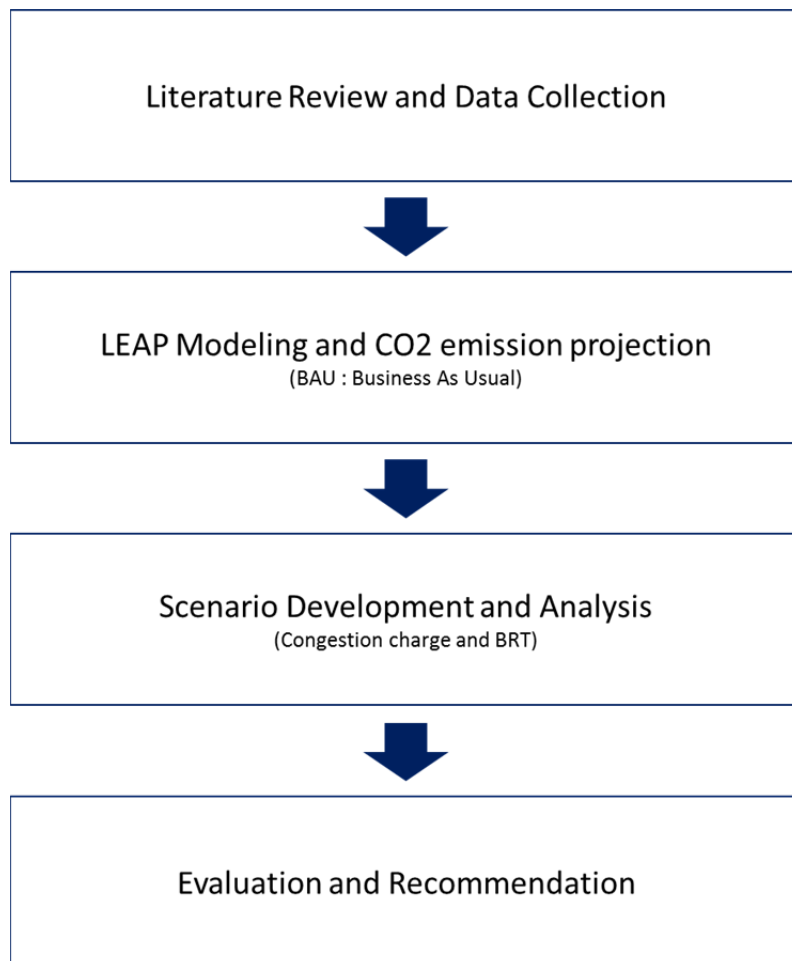 Literature Review and Data Collection
LEAP Modeling and CO2 emission projection
(BAU : Business As Usual)
Scenario Development and Analysis
(Congestion charge and BRT)
Evaluation and Recommendation